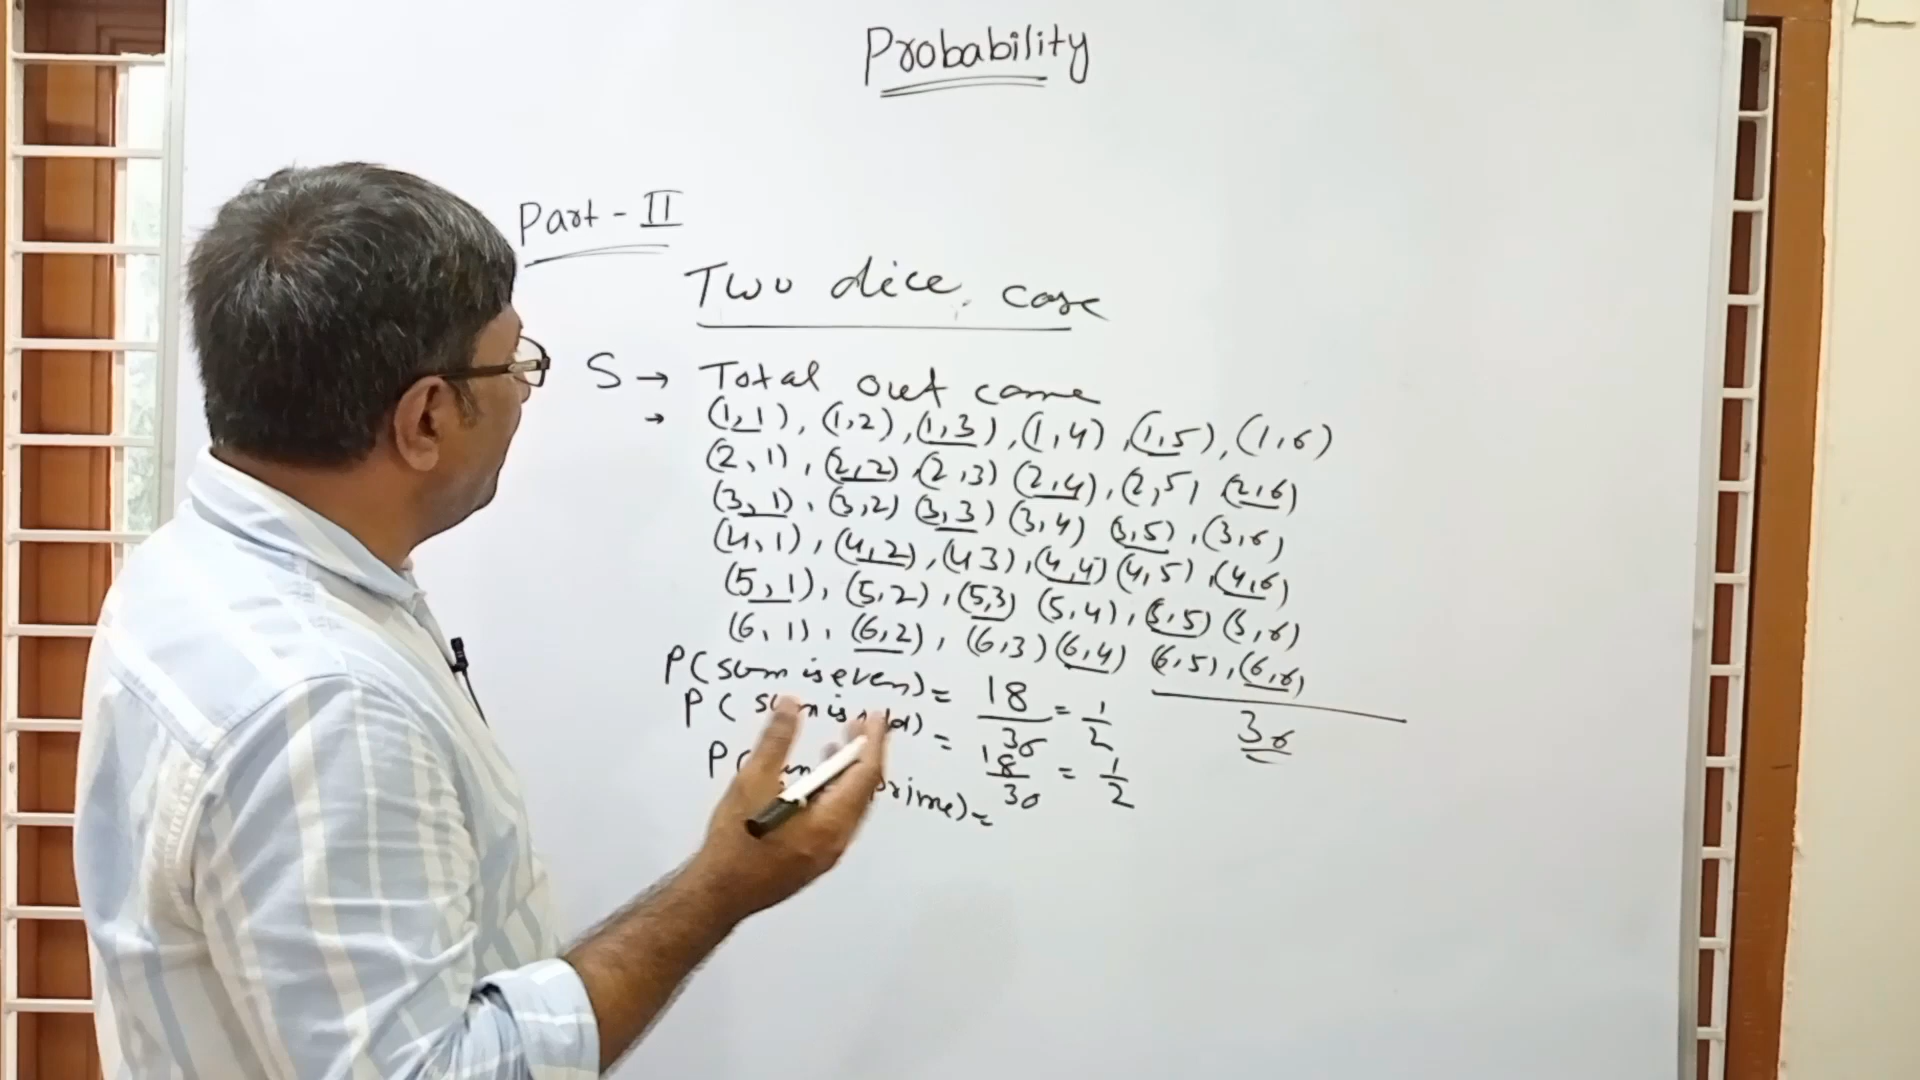 Probability
Part - II
Two dice case
S → Total out come
→ (1,1), (1,2), (1,3), (1,4), (1,5), (1,6)
(2,1), (2,2), (2,3) (2,4), (2,5) (2,6)
(3,1), (3,2) (3,3) (3,4) (3,5), (3,6)
(4,1), (4,2), (4 3), (4,4) (4,5), (4,6)
(5,1), (5,2), (5,3) (5,4), (5,5) (5,6)
(6,1), (6,2), (6,3) (6,4) (6,5), (6,6)
36
P(sum is even) = 18/36 = 1/2
P( sum is) = 18/36 = 1/2
P( prime) =